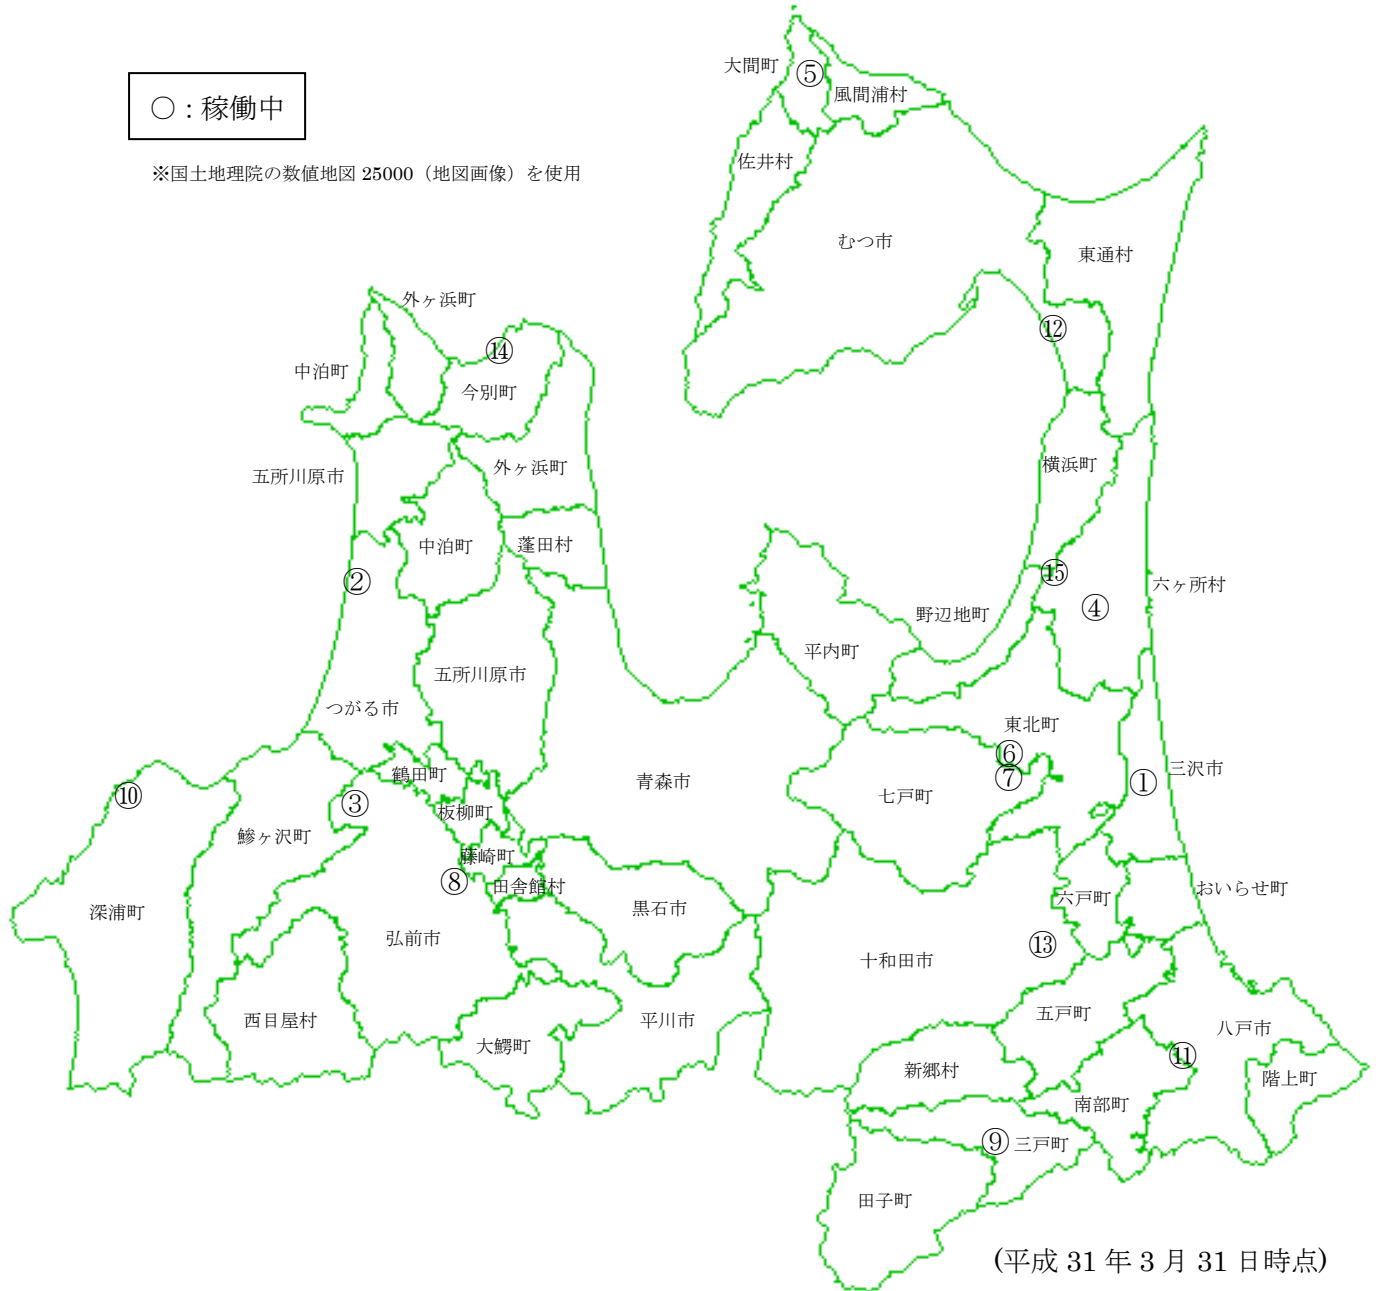 大間町
⑤
風間浦村
○：稼働中
佐井村
※国土地理院の数値地図 25000（地図画像）を使用
むつ市
東通村
外ヶ浜町
⑫
⑭
中泊町
今別町
横浜町
外ヶ浜町
五所川原市
中泊町
蓬田村
②
⑮
六ヶ所村
④
野辺地町
平内町
五所川原市
つがる市
東北町
⑥
鶴田町
⑦
①
三沢市
青森市
⑩
七戸町
③
板柳町
鰺ヶ沢町
藤崎町
⑧
田舎館村
おいらせ町
六戸町
深浦町
黒石市
弘前市
⑬
十和田市
五戸町
西目屋村
平川市
八戸市
大鰐町
⑪
新郷村
階上町
南部町
⑨
三戸町
田子町
(平成 31 年 3 月 31 日時点)